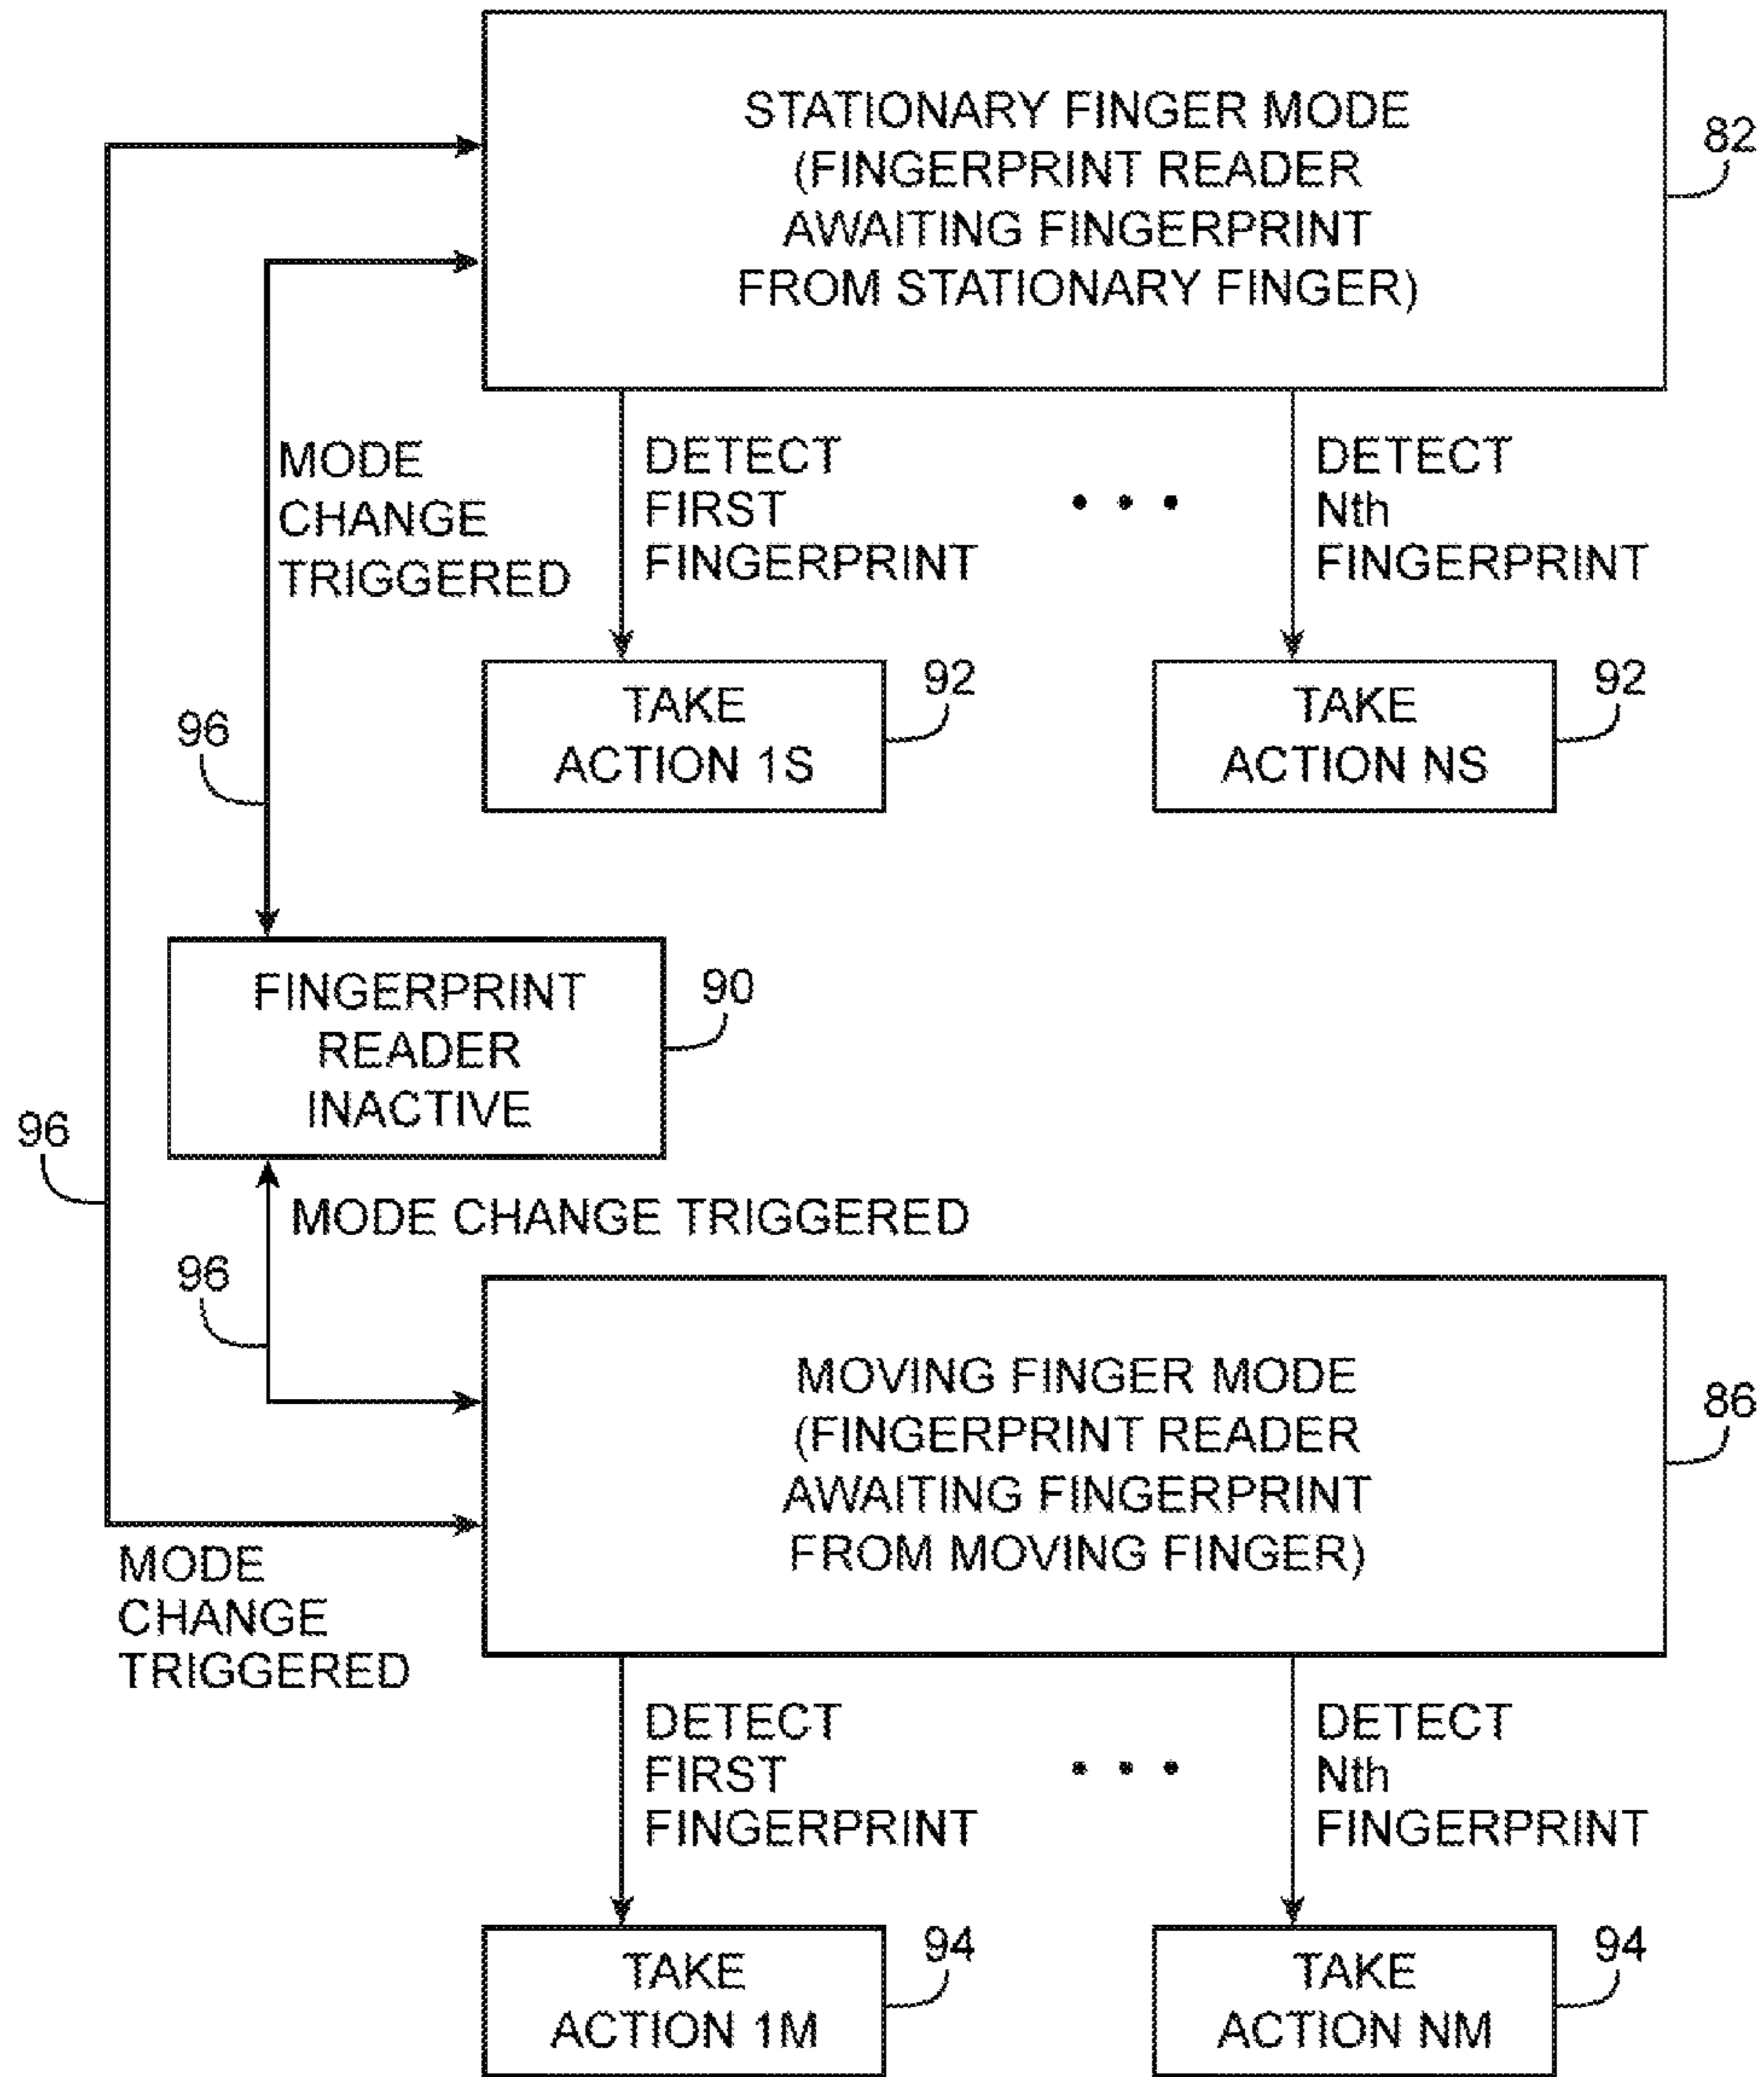 STATIONARY FINGER MODE
(FINGERPRINT READER
AWAITING FINGERPRINT
FROM STATIONARY FINGER)
82
MODE
CHANGE
TRIGGERED
DETECT
FIRST
FINGERPRINT
• • •
DETECT
Nth
FINGERPRINT
96
TAKE
ACTION 1S
92
TAKE
ACTION NS
92
FINGERPRINT
READER
INACTIVE
90
96
MODE CHANGE TRIGGERED
96
MOVING FINGER MODE
(FINGERPRINT READER
AWAITING FINGERPRINT
FROM MOVING FINGER)
86
MODE
CHANGE
TRIGGERED
DETECT
FIRST
FINGERPRINT
• • •
DETECT
Nth
FINGERPRINT
TAKE
ACTION 1M
94
TAKE
ACTION NM
94